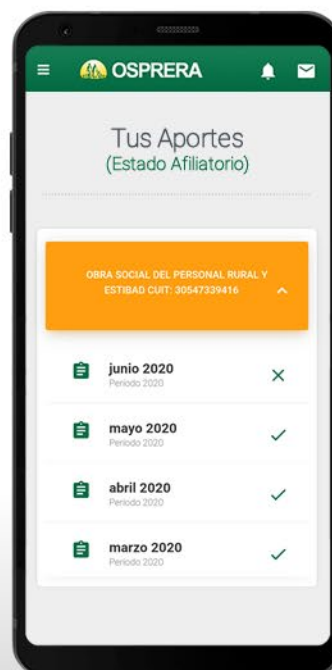 OSPRERA
Tus Aportes
(Estado Afiliatorio)
OBRA SOCIAL DEL PERSONAL RURAL Y
ESTIBAD CUIT: 30547339416
junio 2020
Periodo 2020
mayo 2020
Periodo 2020
abril 2020
Periodo 2020
marzo 2020
Periodo 2020